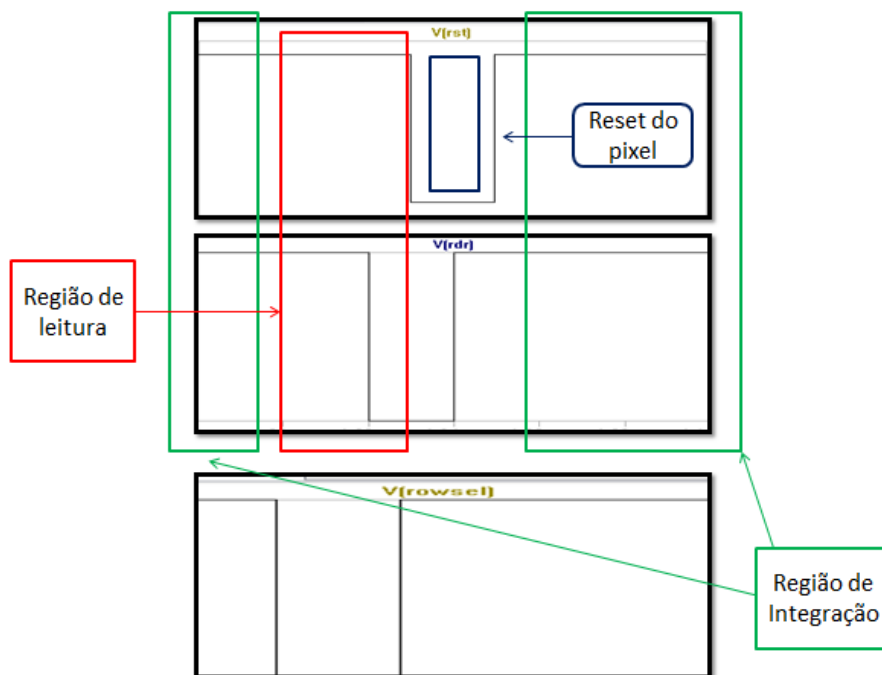 V(rst)
Reset do
pixel
V(rdr)
Região de
leitura
V(rowsel)
Região de
Integração